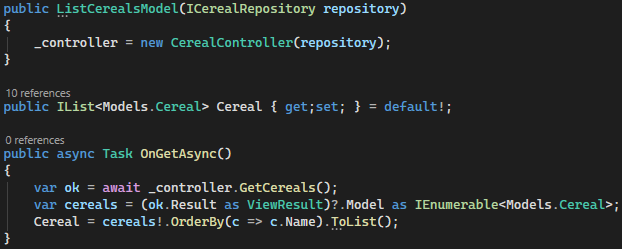 public ListCerealsModel(ICerealRepository repository)
{
    _controller = new CerealController(repository);
}
10 references
public IList<Models.Cereal> Cereal { get;set; } = default!;
0 references
public async Task OnGetAsync()
{
    var ok = await _controller.GetCereals();
    var cereals = (ok.Result as ViewResult)?.Model as IEnumerable<Models.Cereal>;
    Cereal = cereals!.OrderBy(c => c.Name).ToList();
}